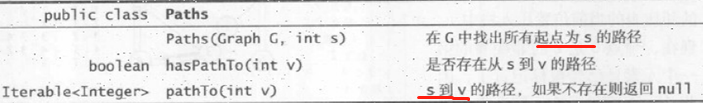 public class Paths
Paths(Graph G, int s) 在 G 中找出所有起点为 s 的路径
boolean hasPathTo(int v) 是否存在从 s 到 v 的路径
Iterable<Integer> pathTo(int v) s 到 v 的路径，如果不存在则返回 null